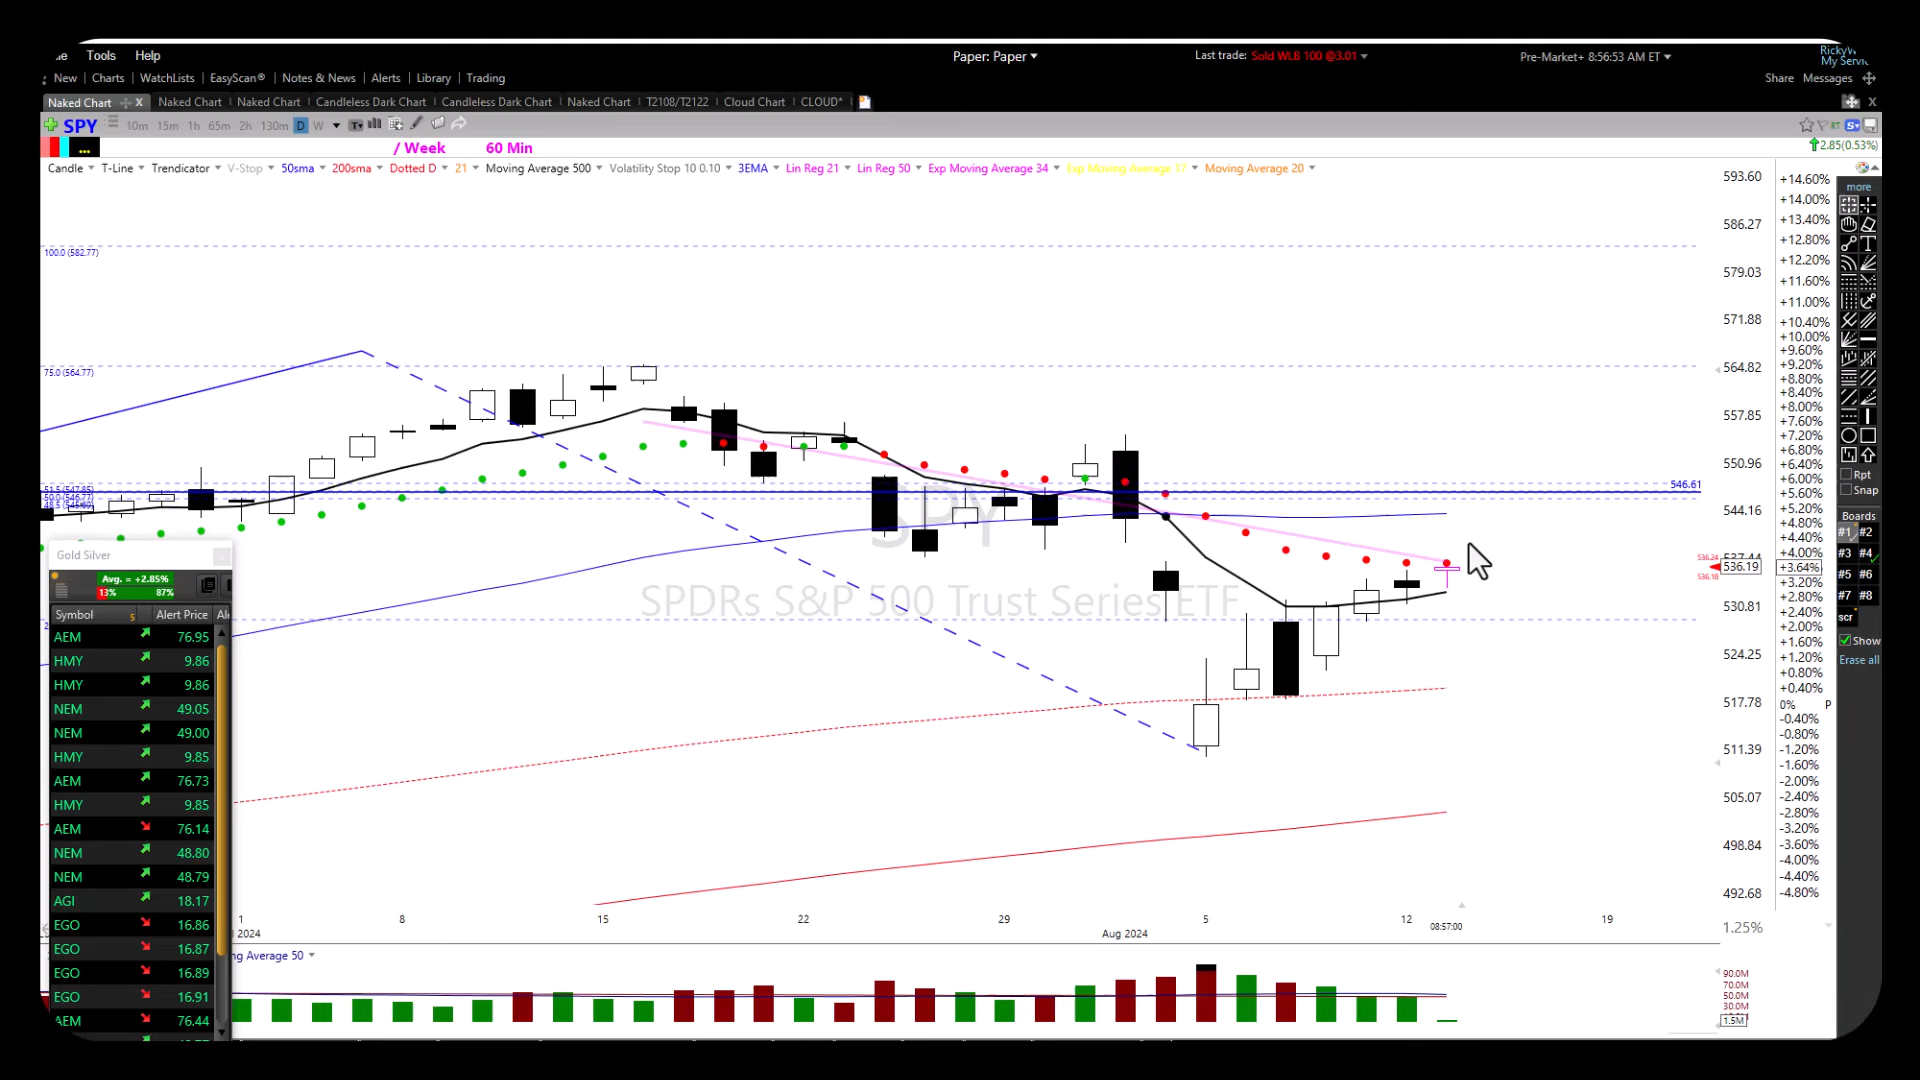 Tools Help Paper: Paper Last trade: Sold WLB 100 @3.01 Pre-Market+ 8:56:53 AM ET
New Charts WatchLists EasyScan® Notes & News Alerts Library Trading Share Messages
Naked Chart X Naked Chart Naked Chart Candleless Dark Chart Candleless Dark Chart Naked Chart T2108/T2122 Cloud Chart CLOUD* X
SPY 10m 15m 1h 65m 2h 130m D W
/ Week 60 Min 2.85(0.53%)
Candle T-Line Trendicator V-Stop 50sma 200sma Dotted D 21 Moving Average 500 Volatility Stop 10 0.10 3EMA Lin Reg 21 Lin Reg 50 Exp Moving Average 34 Exp Moving Average 17 Moving Average 20
more
593.60
586.27
579.03
571.88
564.82
557.85
550.96
544.16
537.44
536.24
536.19
536.18
530.81
524.25
517.78
511.39
505.07
498.84
492.68
+14.60%
+14.00%
+13.40%
+12.80%
+12.20%
+11.60%
+11.00%
+10.40%
+10.00%
+9.60%
+9.20%
+8.80%
+8.40%
+8.00%
+7.60%
+7.20%
+6.80%
+6.40%
+6.00%
+5.60%
+5.20%
+4.80%
+4.40%
+4.00%
+3.64%
+3.20%
+2.80%
+2.40%
+2.00%
+1.60%
+1.20%
+0.80%
+0.40%
0% P
-0.40%
-0.80%
-1.20%
-1.60%
-2.00%
-2.40%
-2.80%
-3.20%
-3.60%
-4.00%
-4.40%
-4.80%
Rpt
Snap
Boards
#1 #2
#3 #4
#5 #6
#7 #8
scr
Show
Erase all
100.0 (582.77)
75.0 (564.77)
51.5 (547.85)
50.0 (546.77)
546.61
SPY
SPDRs S&P 500 Trust Series ETF
Gold Silver
Avg. = +2.85%
13% 87%
Symbol 5 Alert Price
AEM 76.95
HMY 9.86
HMY 9.86
NEM 49.05
NEM 49.00
HMY 9.85
AEM 76.73
HMY 9.85
AEM 76.14
NEM 48.80
NEM 48.79
AGI 18.17
EGO 16.86
EGO 16.87
EGO 16.89
EGO 16.91
AEM 76.44
1 8 15 22 29 5 12 19
2024 Aug 2024 08:57:00 1.25%
Average 50
90.0M
70.0M
50.0M
30.0M
1.5M